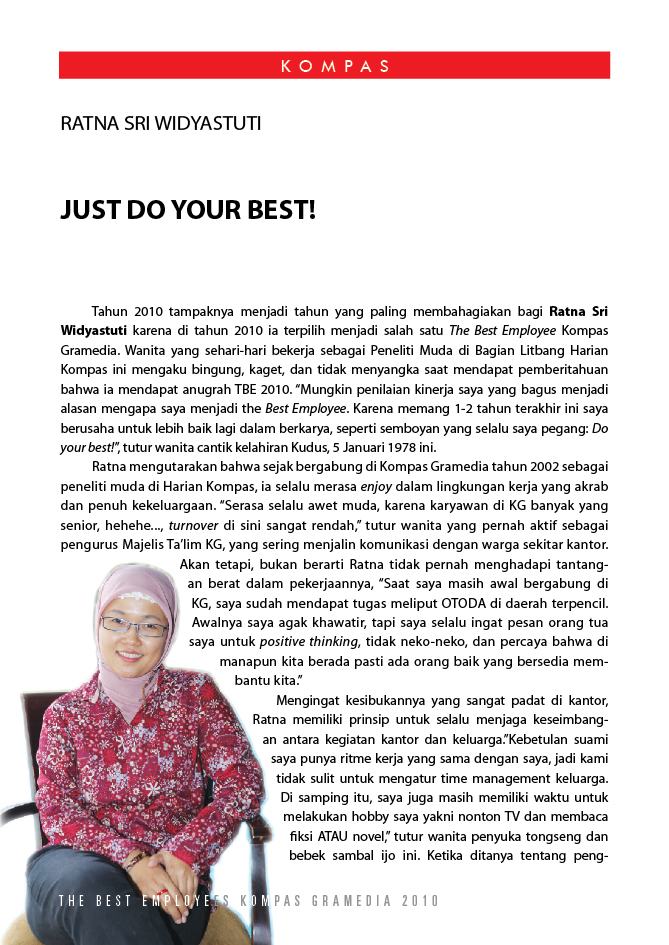 KOMPAS
RATNA SRI WIDYASTUTI
JUST DO YOUR BEST!
Tahun 2010 tampaknya menjadi tahun yang paling membahagiakan bagi Ratna Sri
Widyastuti karena di tahun 2010 ia terpilih menjadi salah satu The Best Employee Kompas
Gramedia. Wanita yang sehari-hari bekerja sebagai Peneliti Muda di Bagian Litbang Harian
Kompas ini mengaku bingung, kaget, dan tidak menyangka saat mendapat pemberitahuan
bahwa ia mendapat anugrah TBE 2010. “Mungkin penilaian kinerja saya yang bagus menjadi
alasan mengapa saya menjadi the Best Employee. Karena memang 1-2 tahun terakhir ini saya
berusaha untuk lebih baik lagi dalam berkarya, seperti semboyan yang selalu saya pegang: Do
your best!”, tutur wanita cantik kelahiran Kudus, 5 Januari 1978 ini.
Ratna mengutarakan bahwa sejak bergabung di Kompas Gramedia tahun 2002 sebagai
peneliti muda di Harian Kompas, ia selalu merasa enjoy dalam lingkungan kerja yang akrab
dan penuh kekeluargaan. “Serasa selalu awet muda, karena karyawan di KG banyak yang
senior, hehehe..., turnover di sini sangat rendah,” tutur wanita yang pernah aktif sebagai
pengurus Majelis Ta’lim KG, yang sering menjalin komunikasi dengan warga sekitar kantor.
Akan tetapi, bukan berarti Ratna tidak pernah menghadapi tantang-
an berat dalam pekerjaannya, “Saat saya masih awal bergabung di
KG, saya sudah mendapat tugas meliput OTODA di daerah terpencil.
Awalnya saya agak khawatir, tapi saya selalu ingat pesan orang tua
saya untuk positive thinking, tidak neko-neko, dan percaya bahwa di
manapun kita berada pasti ada orang baik yang bersedia mem-
bantu kita.”
Mengingat kesibukannya yang sangat padat di kantor,
Ratna memiliki prinsip untuk selalu menjaga keseimbang-
an antara kegiatan kantor dan keluarga.”Kebetulan suami
saya punya ritme kerja yang sama dengan saya, jadi kami
tidak sulit untuk mengatur time management keluarga.
Di samping itu, saya juga masih memiliki waktu untuk
melakukan hobby saya yakni nonton TV dan membaca
fiksi ATAU novel,” tutur wanita penyuka tongseng dan
bebek sambal ijo ini. Ketika ditanya tentang peng-
THE BEST EMPLOYEES KOMPAS GRAMEDIA 2010